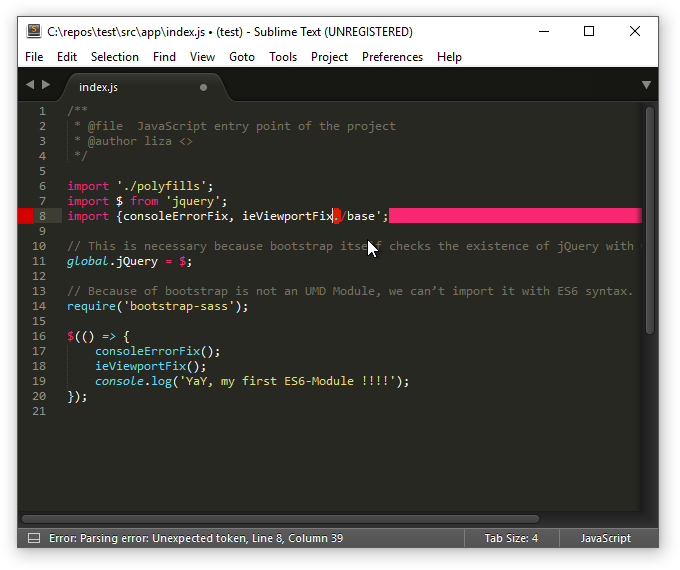 C:\repos\test\src\app\index.js • (test) - Sublime Text (UNREGISTERED)
File Edit Selection Find View Goto Tools Project Preferences Help
index.js
1 /**
2 * @file  JavaScript entry point of the project
3 * @author liza <>
4 */
5
6 import './polyfills';
7 import $ from 'jquery';
8 import {consoleErrorFix, ieViewportFix./base';
9
10 // This is necessary because bootstrap itself checks the existence of jQuery with
11 global.jQuery = $;
12
13 // Because of bootstrap is not an UMD Module, we can’t import it with ES6 syntax.
14 require('bootstrap-sass');
15
16 $(() => {
17     consoleErrorFix();
18     ieViewportFix();
19     console.log('YaY, my first ES6-Module !!!!');
20 });
21
Error: Parsing error: Unexpected token, Line 8, Column 39 Tab Size: 4 JavaScript